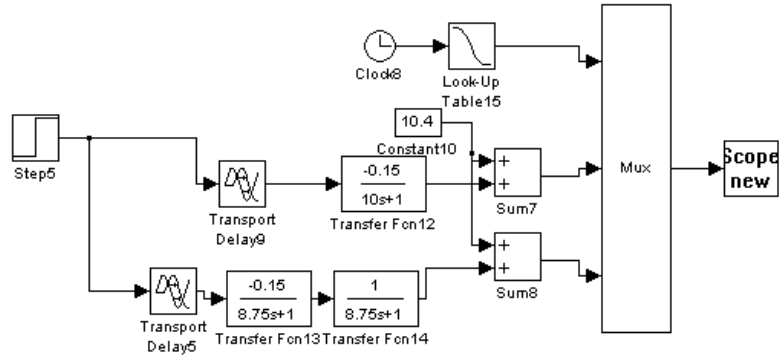 Clock8
Look-Up
Table15
10.4
Constant10
Step5
Transport
Delay9
-0.15
10s+1
Transfer Fcn12
+
+
Sum7
Mux
Scope
new
Transport
Delay5
-0.15
8.75s+1
Transfer Fcn13
1
8.75s+1
Transfer Fcn14
+
+
Sum8